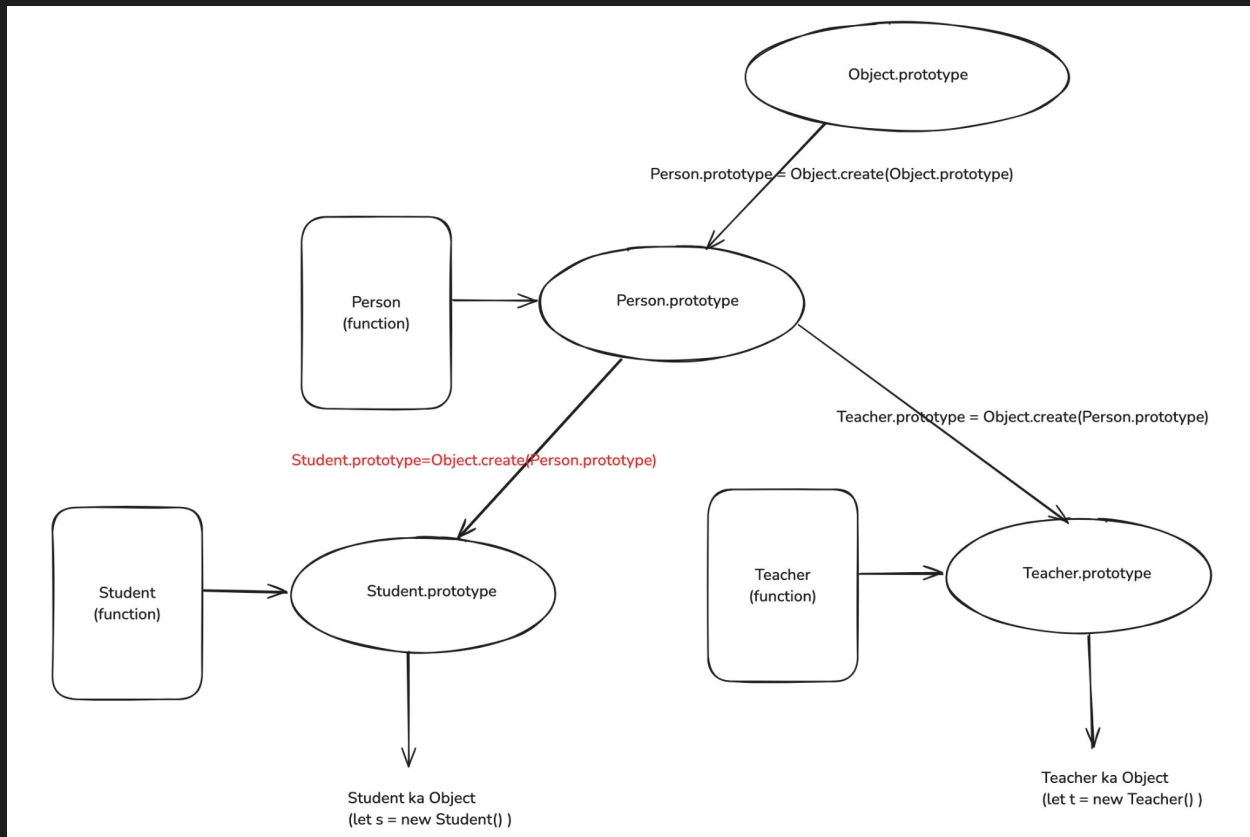 Object.prototype
Person.prototype = Object.create(Object.prototype)
Person
(function)
Person.prototype
Teacher.prototype = Object.create(Person.prototype)
Student.prototype=Object.create(Person.prototype)
Student
(function)
Student.prototype
Teacher
(function)
Teacher.prototype
Student ka Object
(let s = new Student() )
Teacher ka Object
(let t = new Teacher() )